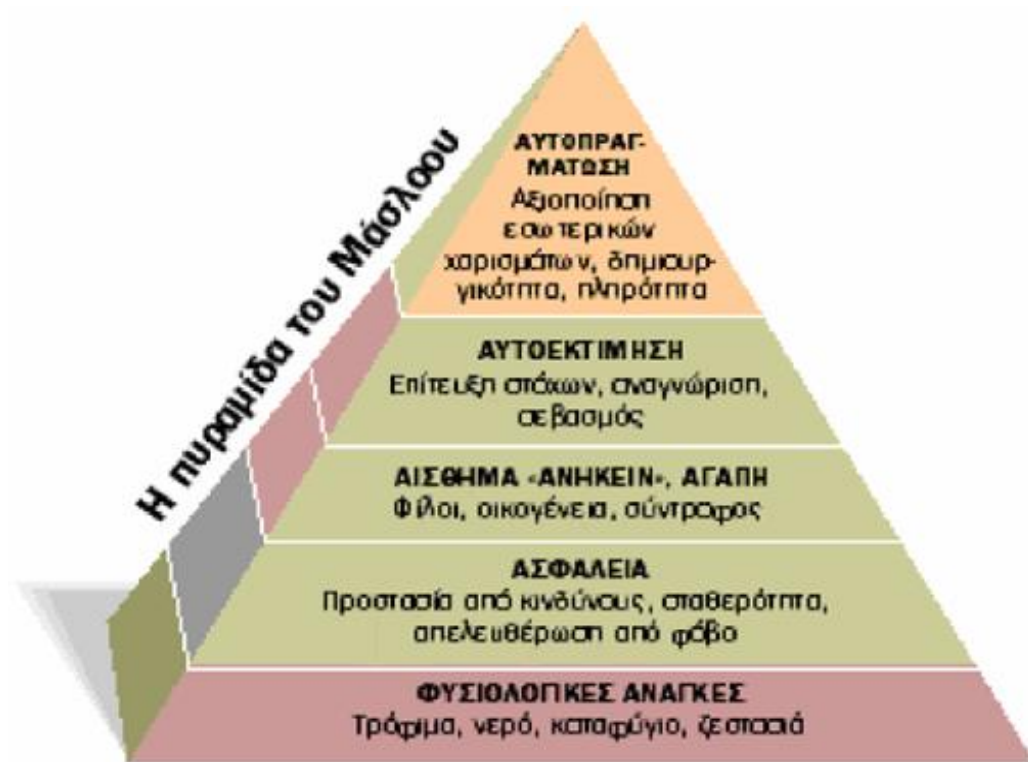 Η πυραμίδα του Μάσλοου
ΑΥΤΟΠΡΑΓ-
ΜΑΤΩΣΗ
Αξιοποίηση
εσωτερικών
χαρισμάτων, δημιουρ-
γικότητα, πληρότητα
ΑΥΤΟΕΚΤΙΜΗΣΗ
Επίτευξη στόχων, αναγνώριση,
σεβασμός
ΑΙΣΘΗΜΑ «ΑΝΗΚΕΙΝ», ΑΓΑΠΗ
Φίλοι, οικογένεια, σύντροφος
ΑΣΦΑΛΕΙΑ
Προστασία από κινδύνους, σταθερότητα,
απελευθέρωση από φόβο
ΦΥΣΙΟΛΟΓΙΚΕΣ ΑΝΑΓΚΕΣ
Τρόφιμα, νερό, καταφύγιο, ζεστασιά